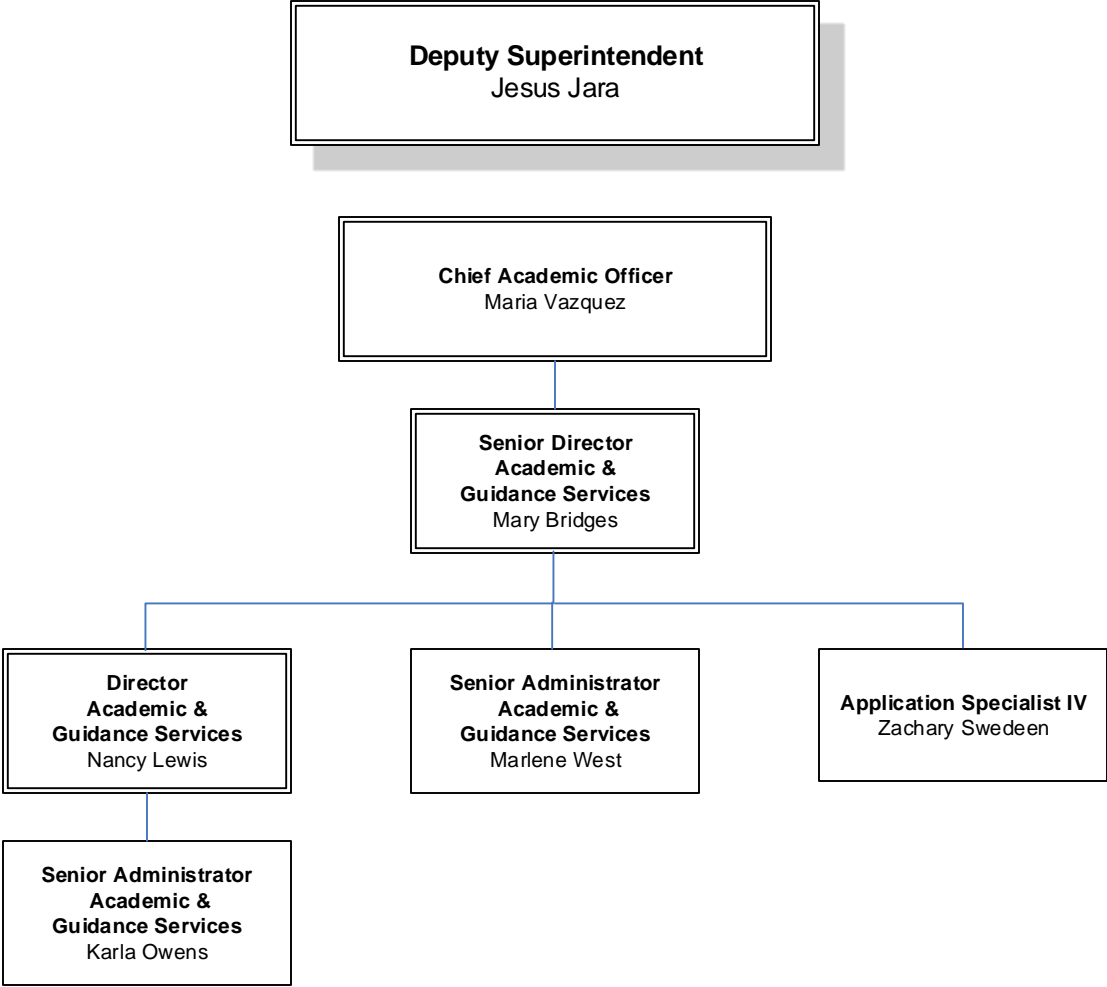 Deputy Superintendent
Jesus Jara
Chief Academic Officer
Maria Vazquez
Senior Director
Academic &
Guidance Services
Mary Bridges
Director
Academic &
Guidance Services
Nancy Lewis
Senior Administrator
Academic &
Guidance Services
Marlene West
Application Specialist IV
Zachary Swedeen
Senior Administrator
Academic &
Guidance Services
Karla Owens